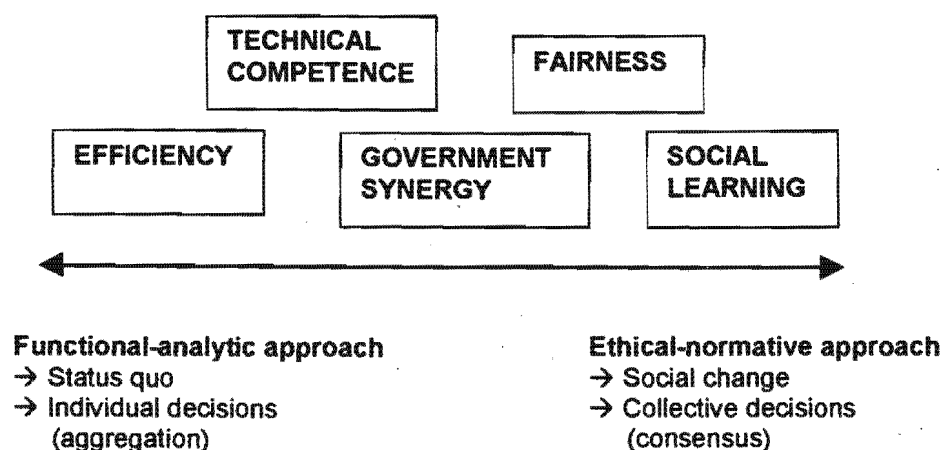 TECHNICAL
COMPETENCE
FAIRNESS
EFFICIENCY
GOVERNMENT
SYNERGY
SOCIAL
LEARNING
Functional-analytic approach
→ Status quo
→ Individual decisions
(aggregation)
Ethical-normative approach
→ Social change
→ Collective decisions
(consensus)